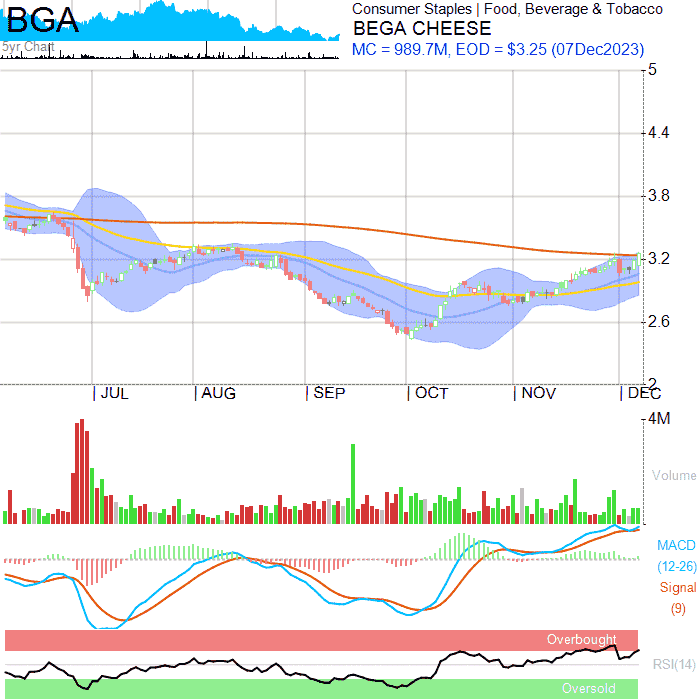 BGA
5yr Chart
Consumer Staples | Food, Beverage & Tobacco
BEGA CHEESE
MC = 989.7M, EOD = $3.25 (07Dec2023)
5
4.4
3.8
3.2
2.6
2
JUL AUG SEP OCT NOV DEC
4M
Volume
MACD
(12-26)
Signal
(9)
Overbought
RSI(14)
Oversold